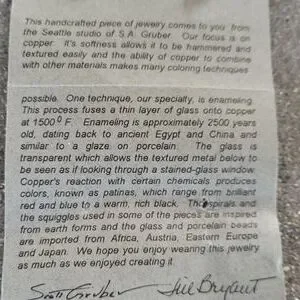 This handcrafted piece of jewelry comes to you from
the Seattle studio of S.A. Gruber. Our focus is on
copper. It's softness allows it to be hammered and
textured easily and the ability of copper to combine
with other materials makes many coloring techniques
possible. One technique, our specialty, is enameling.
This process fuses a thin layer of glass onto copper
at 1500° F. Enameling is approximately 2500 years
old, dating back to ancient Egypt and China and
similar to a glaze on porcelain. The glass is
transparent which allows the textured metal below to
be seen as if looking through a stained-glass window.
Copper's reaction with certain chemicals produces
colors, known as patinas, which range from brilliant
red and blue to a warm, rich black. The spirals and
the squiggles used in some of the pieces are inspired
from earth forms and the glass and porcelain beads
are imported from Africa, Austria, Eastern Europe
and Japan. We hope you enjoy wearing this jewelry
as much as we enjoyed creating it.
Scott Gruber Jill Bryant